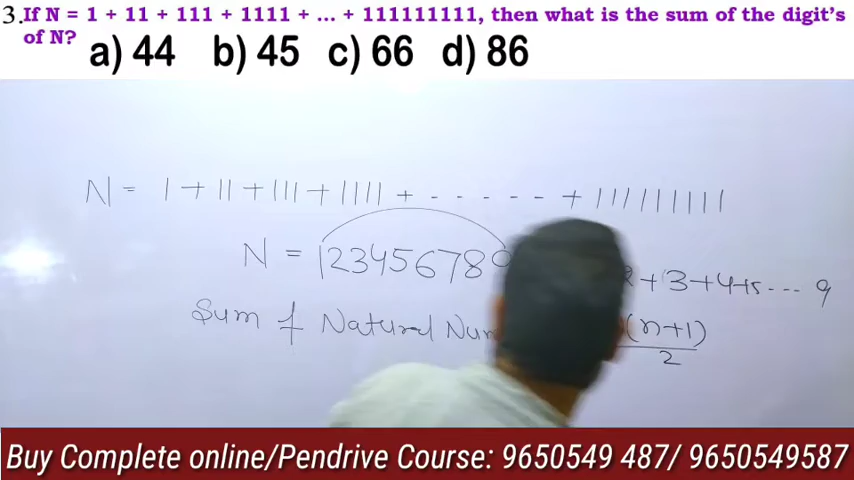 3. If N = 1 + 11 + 111 + 1111 + ... + 111111111, then what is the sum of the digit's
of N?
a) 44 b) 45 c) 66 d) 86
N = 1 + 11 + 111 + 1111 + - - - - - + 111111111
N = 12345678
+ 3 + 4 + 5 --- 9
Sum of Natural
(n+1)
2
Buy Complete online/Pendrive Course: 9650549 487/ 9650549587